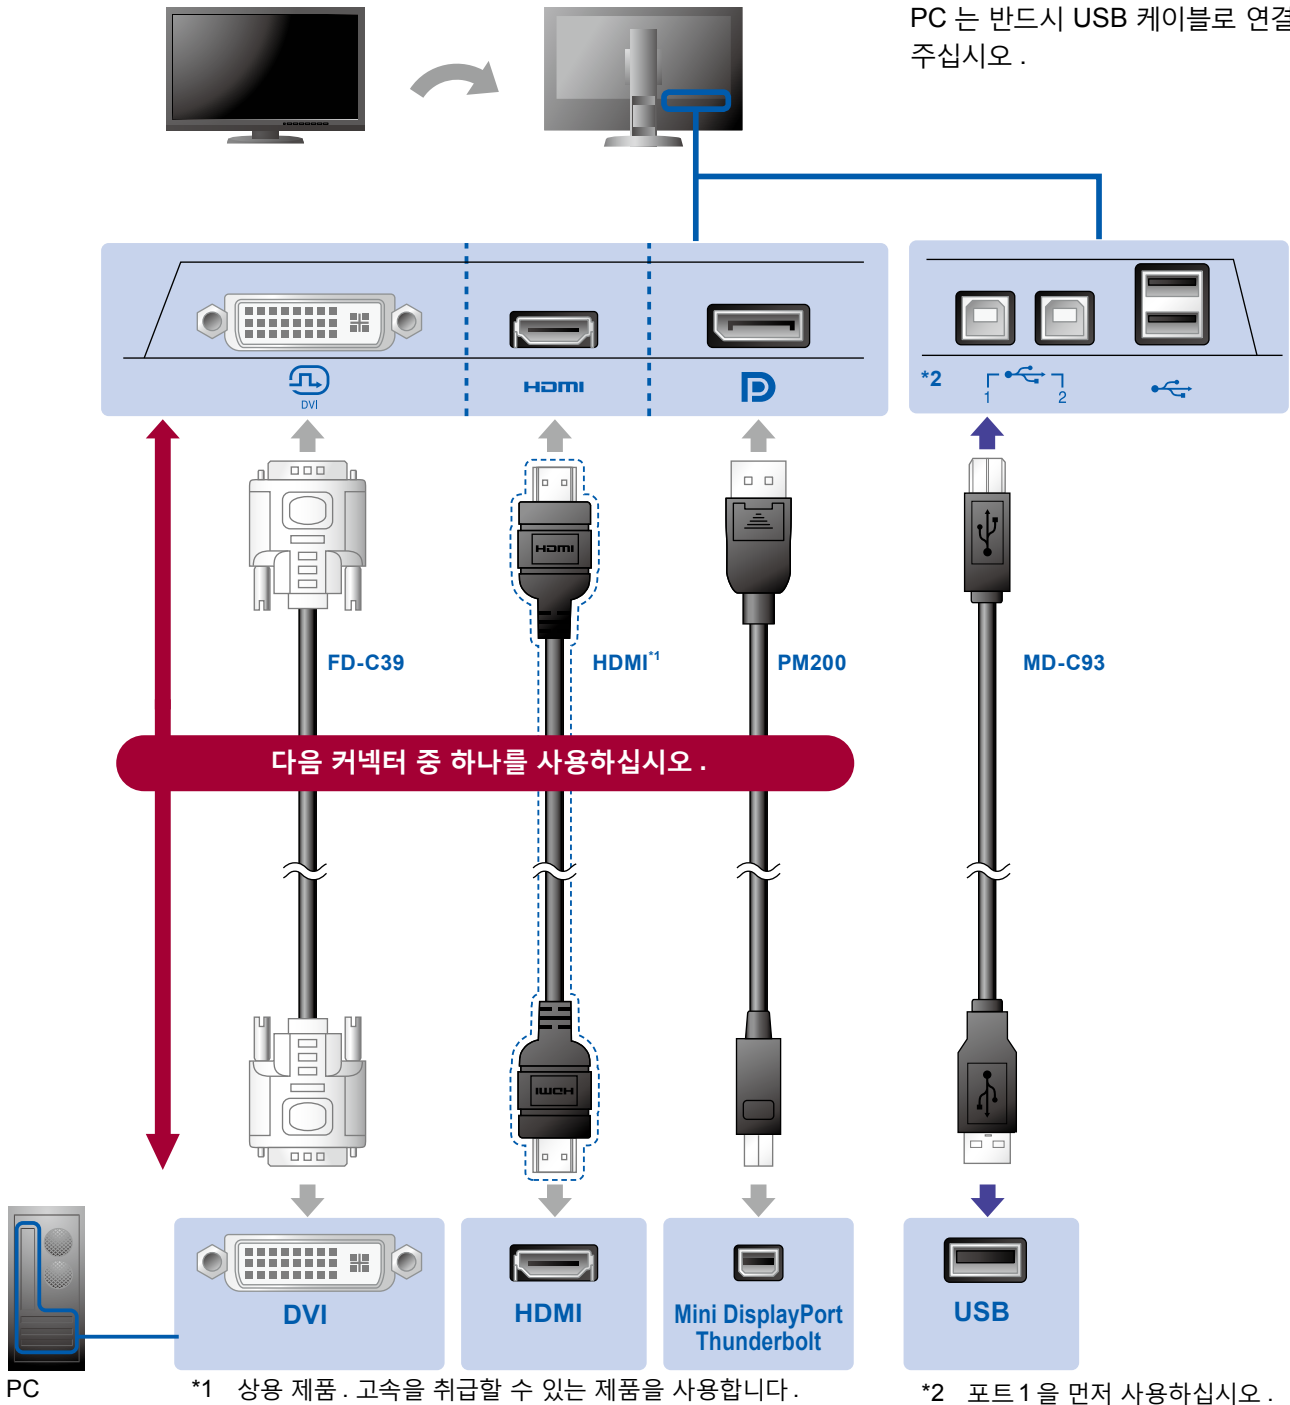 PC 는 반드시 USB 케이블로 연결
주십시오 .
DVI
HDMI
*2
1
2
HDMI
FD-C39
HDMI*1
PM200
MD-C93
다음 커넥터 중 하나를 사용하십시오 .
HDMI
DVI
HDMI
Mini DisplayPort
Thunderbolt
USB
PC
*1 상용 제품 . 고속을 취급할 수 있는 제품을 사용합니다 .
*2 포트 1 을 먼저 사용하십시오 .